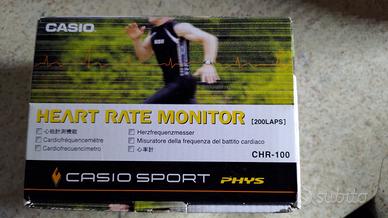 CASIO
HEART RATE MONITOR [200LAPS]
心拍計測機能
Herzfrequenzmesser
Cardiofréquencemètre
Misuratore della frequenza del battito cardiaco
Cardiofrecuencímetro
心率計
CHR-100
CASIO SPORT PHYS
subito